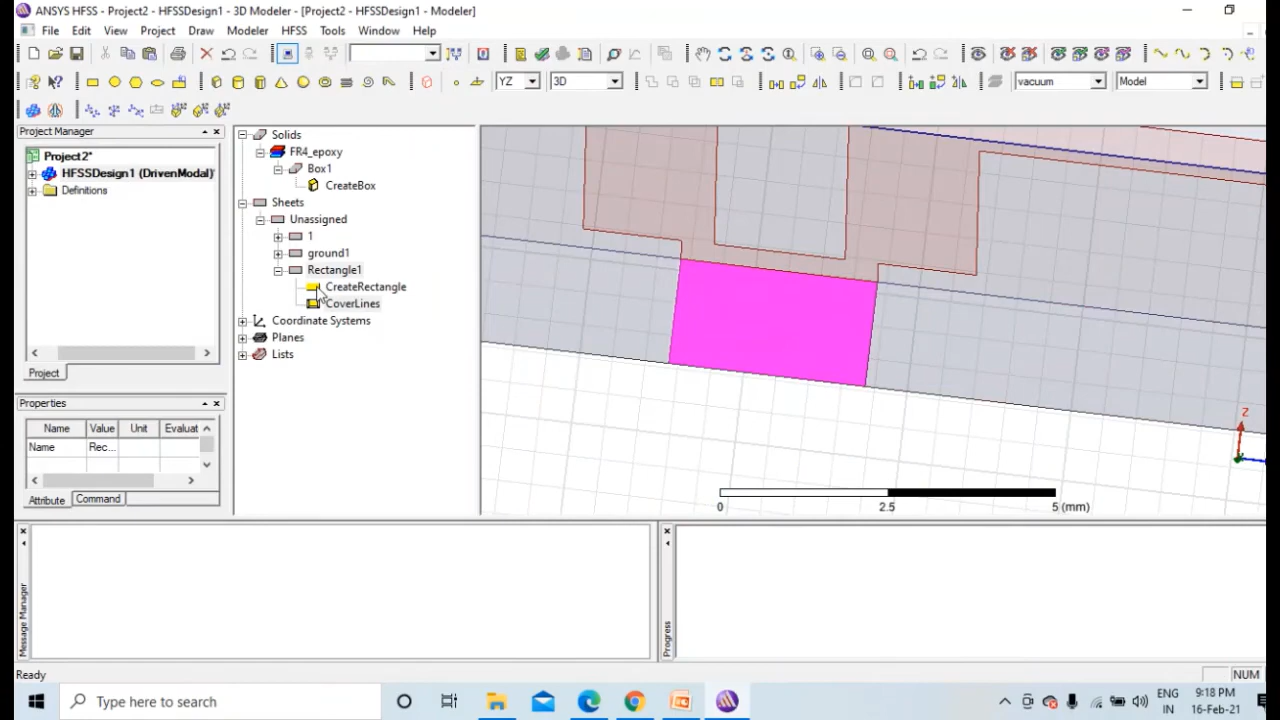 ANSYS HFSS - Project2 - HFSSDesign1 - 3D Modeler - [Project2 - HFSSDesign1 - Modeler]
File Edit View Project Draw Modeler HFSS Tools Window Help
YZ 3D vacuum Model
Project Manager
Project2*
HFSSDesign1 (DrivenModal)
Definitions
Project
Properties
Name Value Unit Evaluat
Name Rec...
Attribute Command
Solids
FR4_epoxy
Box1
CreateBox
Sheets
Unassigned
1
ground1
Rectangle1
CreateRectangle
CoverLines
Coordinate Systems
Planes
Lists
Z
0 2.5 5 (mm)
Message Manager
Progress
Ready
NUM
Type here to search
ENG
IN
9:18 PM
16-Feb-21